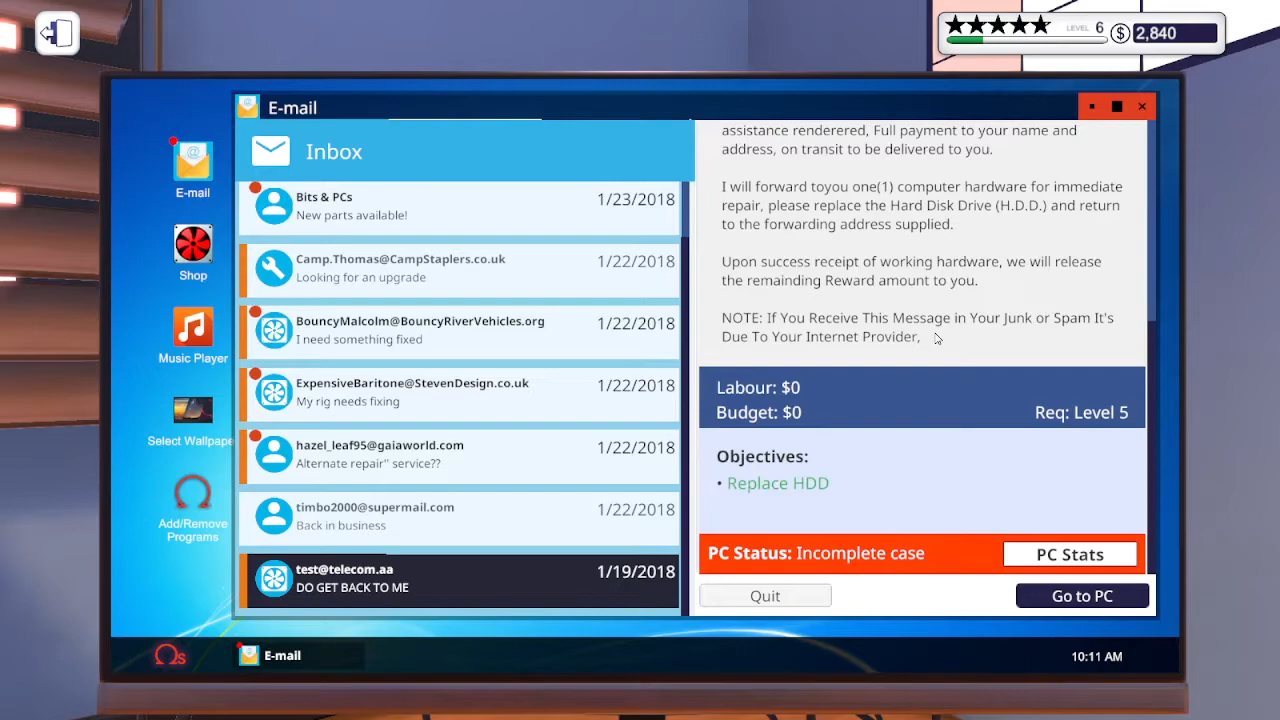 LEVEL 6
$ 2,840
E-mail
Inbox
Bits & PCs
1/23/2018
New parts available!
Camp.Thomas@CampStaplers.co.uk
1/22/2018
Looking for an upgrade
BouncyMalcolm@BouncyRiverVehicles.org
1/22/2018
I need something fixed
ExpensiveBaritone@StevenDesign.co.uk
1/22/2018
My rig needs fixing
hazel_leaf95@gaiaworld.com
1/22/2018
Alternate repair" service??
timbo2000@supermail.com
1/22/2018
Back in business
test@telecom.aa
1/19/2018
DO GET BACK TO ME
assistance renderered, Full payment to your name and
address, on transit to be delivered to you.
I will forward toyou one(1) computer hardware for immediate
repair, please replace the Hard Disk Drive (H.D.D.) and return
to the forwarding address supplied.
Upon success receipt of working hardware, we will release
the remaining Reward amount to you.
NOTE: If You Receive This Message in Your Junk or Spam It's
Due To Your Internet Provider,
Labour: $0
Budget: $0
Req: Level 5
Objectives:
• Replace HDD
PC Status: Incomplete case
PC Stats
Quit
Go to PC
E-mail
Shop
Music Player
Select Wallpape
Add/Remove
Programs
Ωs
E-mail
10:11 AM